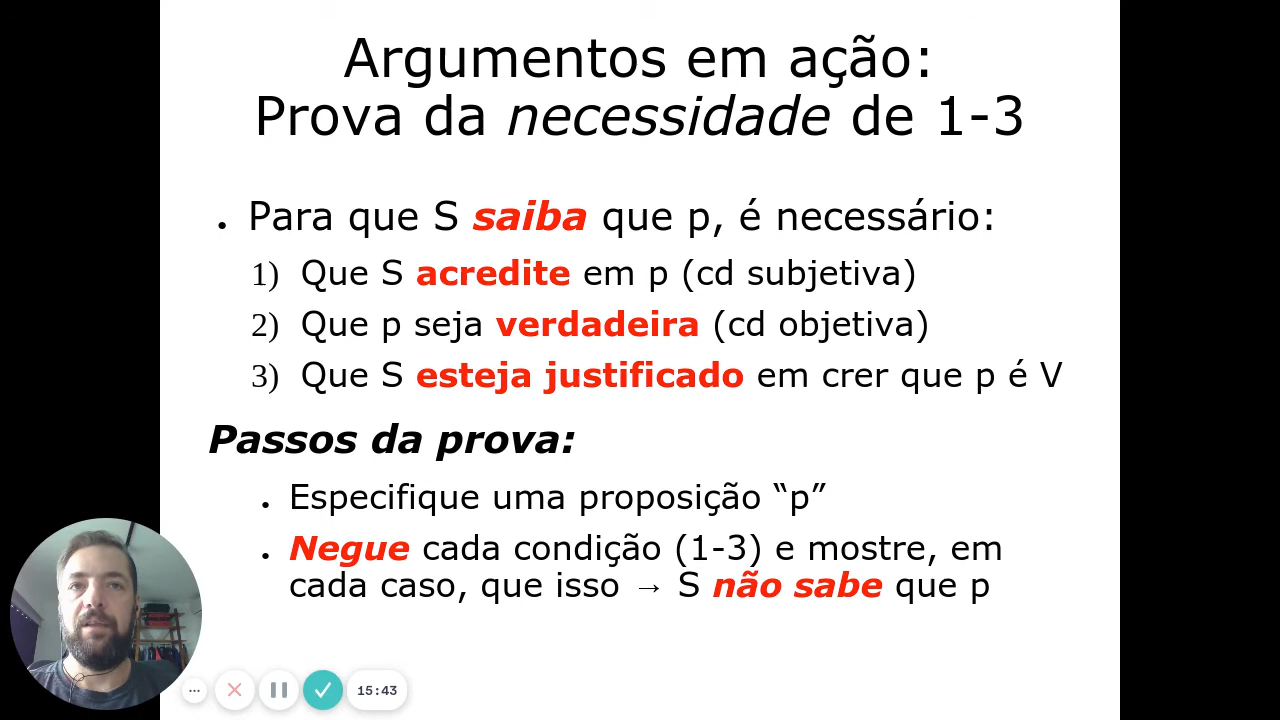 Argumentos em ação:
Prova da necessidade de 1-3
• Para que S saiba que p, é necessário:
1) Que S acredite em p (cd subjetiva)
2) Que p seja verdadeira (cd objetiva)
3) Que S esteja justificado em crer que p é V
Passos da prova:
• Especifique uma proposição “p”
• Negue cada condição (1-3) e mostre, em
cada caso, que isso → S não sabe que p
15:43